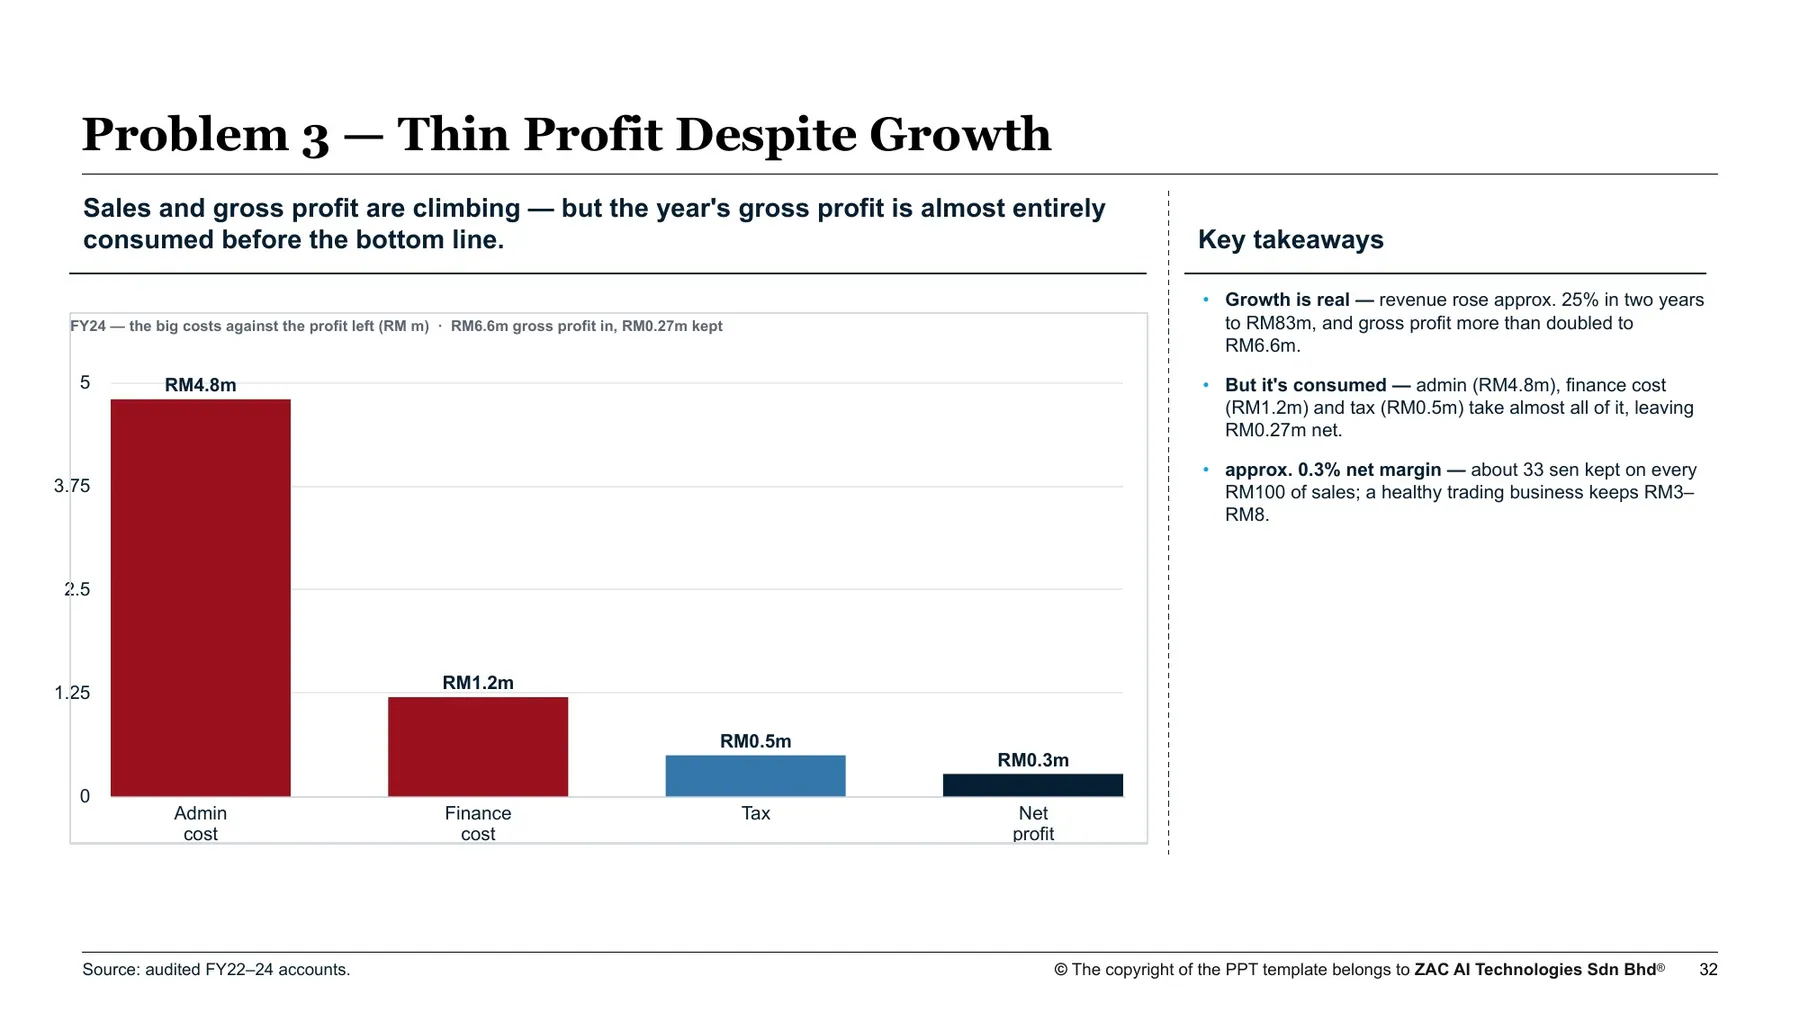 Problem 3 — Thin Profit Despite Growth
Sales and gross profit are climbing — but the year's gross profit is almost entirely
consumed before the bottom line.
FY24 — the big costs against the profit left (RM m)  ·  RM6.6m gross profit in, RM0.27m kept
5
3.75
2.5
1.25
0
RM4.8m
RM1.2m
RM0.5m
RM0.3m
Admin
cost
Finance
cost
Tax
Net
profit
Key takeaways
• Growth is real — revenue rose approx. 25% in two years
to RM83m, and gross profit more than doubled to
RM6.6m.
• But it's consumed — admin (RM4.8m), finance cost
(RM1.2m) and tax (RM0.5m) take almost all of it, leaving
RM0.27m net.
• approx. 0.3% net margin — about 33 sen kept on every
RM100 of sales; a healthy trading business keeps RM3–
RM8.
Source: audited FY22–24 accounts.
© The copyright of the PPT template belongs to ZAC AI Technologies Sdn Bhd®
32